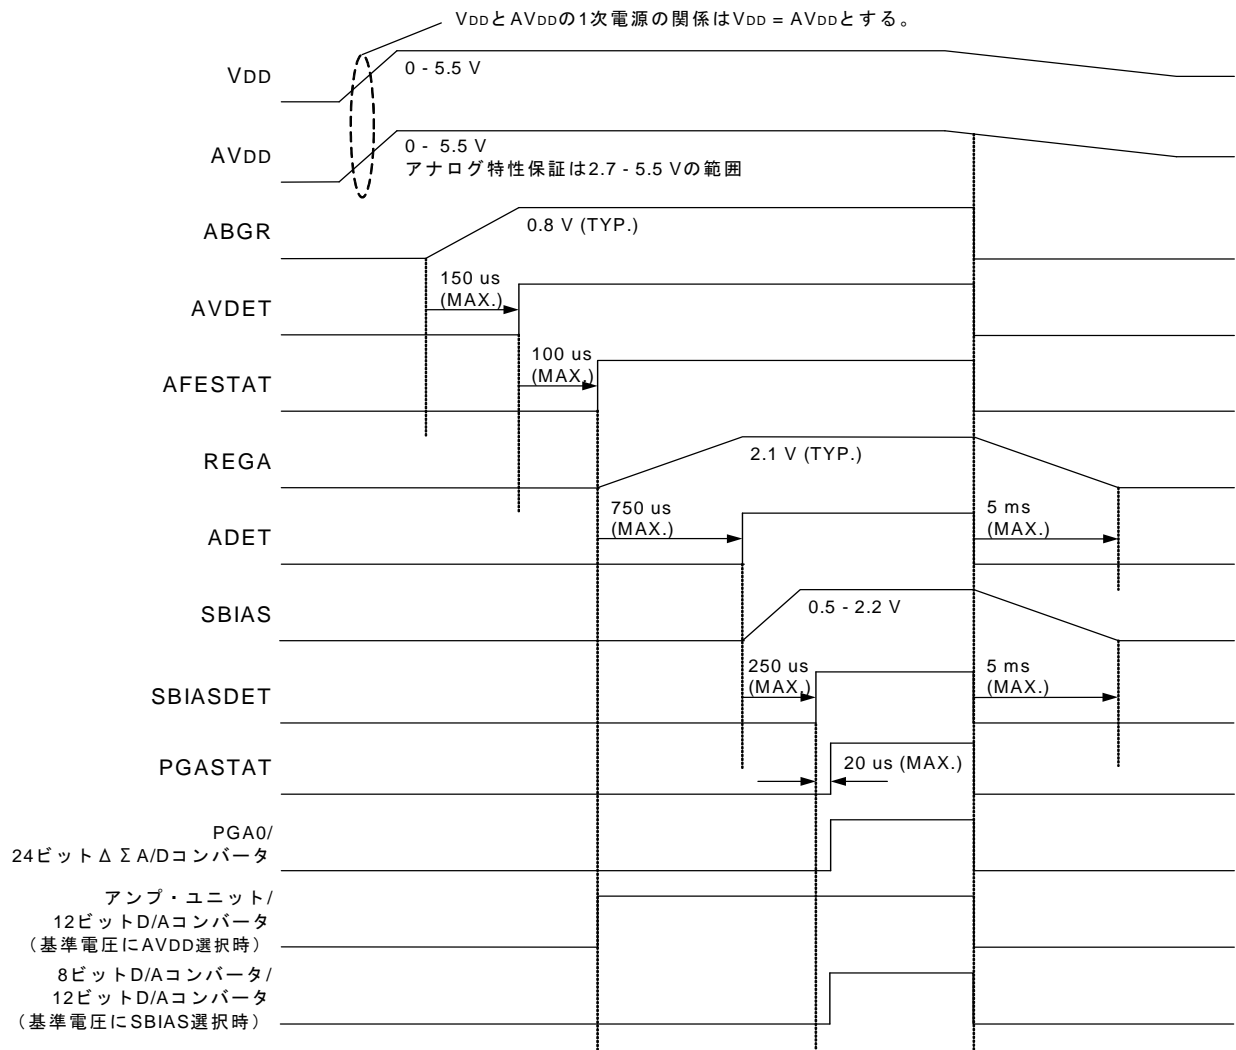 VDDとAVDDの1次電源の関係はVDD = AVDDとする。
VDD
0 - 5.5 V
AVDD
0 - 5.5 V
アナログ特性保証は2.7 - 5.5 Vの範囲
ABGR
0.8 V (TYP.)
150 us
(MAX.)
AVDET
100 us
(MAX.)
AFESTAT
REGA
2.1 V (TYP.)
750 us
(MAX.)
5 ms
(MAX.)
ADET
SBIAS
0.5 - 2.2 V
250 us
(MAX.)
5 ms
(MAX.)
SBIASDET
PGASTAT
20 us (MAX.)
PGA0/
24ビットΔΣA/Dコンバータ
アンプ・ユニット/
12ビットD/Aコンバータ
（基準電圧にAVDD選択時）
8ビットD/Aコンバータ/
12ビットD/Aコンバータ
（基準電圧にSBIAS選択時）